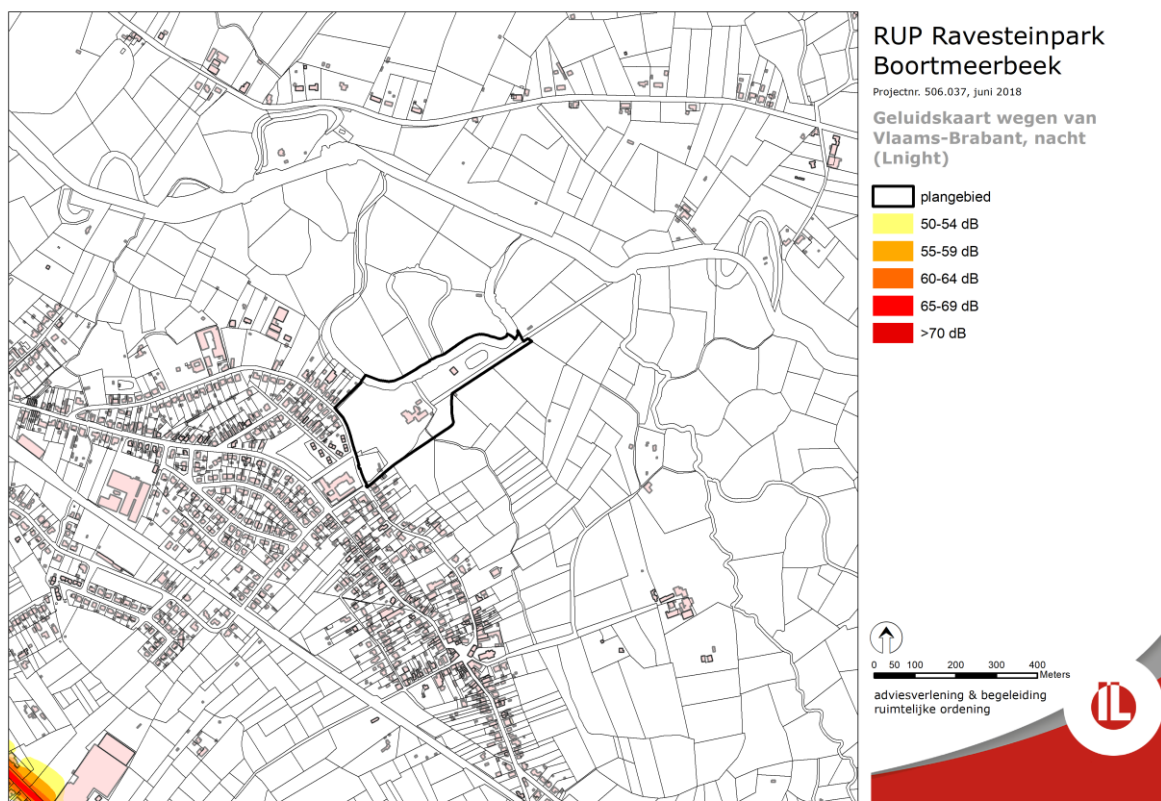 RUP Ravesteinpark
Boortmeerbeek
Projectnr. 506.037, juni 2018
Geluidskaart wegen van
Vlaams-Brabant, nacht
(Lnight)
plangebied
50-54 dB
55-59 dB
60-64 dB
65-69 dB
>70 dB
0 50 100 200 300 400
Meters
adviesverlening & begeleiding
ruimtelijke ordening
IL